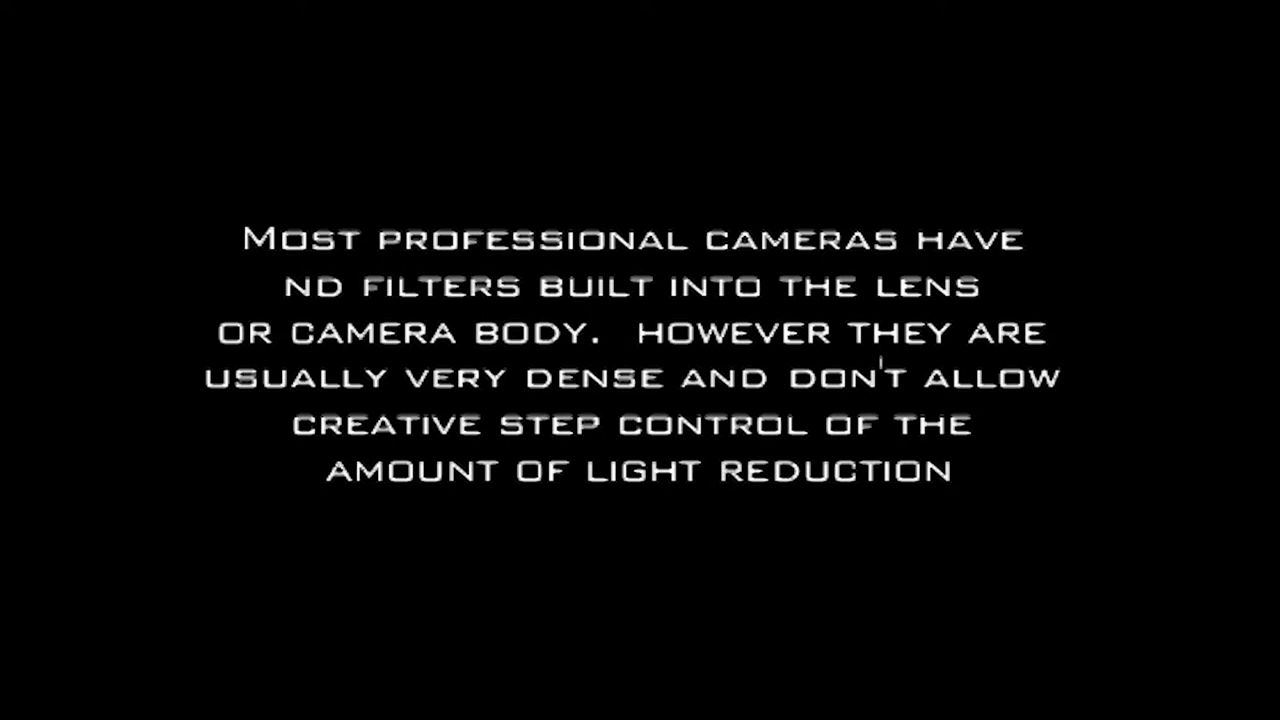 Most professional cameras have
ND filters built into the lens
or camera body.  However they are
usually very dense and don't allow
creative step control of the
amount of light reduction